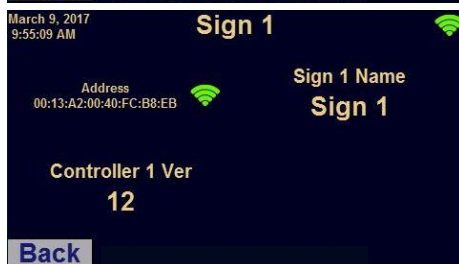 March 9, 2017
9:55:09 AM
Sign 1
Address
00:13:A2:00:40:FC:B8:EB
Sign 1 Name
Sign 1
Controller 1 Ver
12
Back